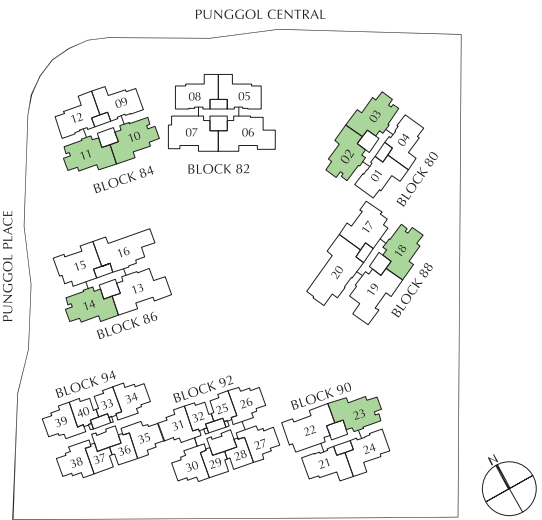 PUNGGOL CENTRAL
PUNGGOL PLACE
12 09
11 10
BLOCK 84
08 05
07 06
BLOCK 82
03
04
02
01
BLOCK 80
15 16
14 13
BLOCK 86
17
18
20
19
BLOCK 88
BLOCK 94
39 40 33 34
38 37 36 35
BLOCK 92
31 32 25 26
30 29 28 27
BLOCK 90
22 23
21 24
N